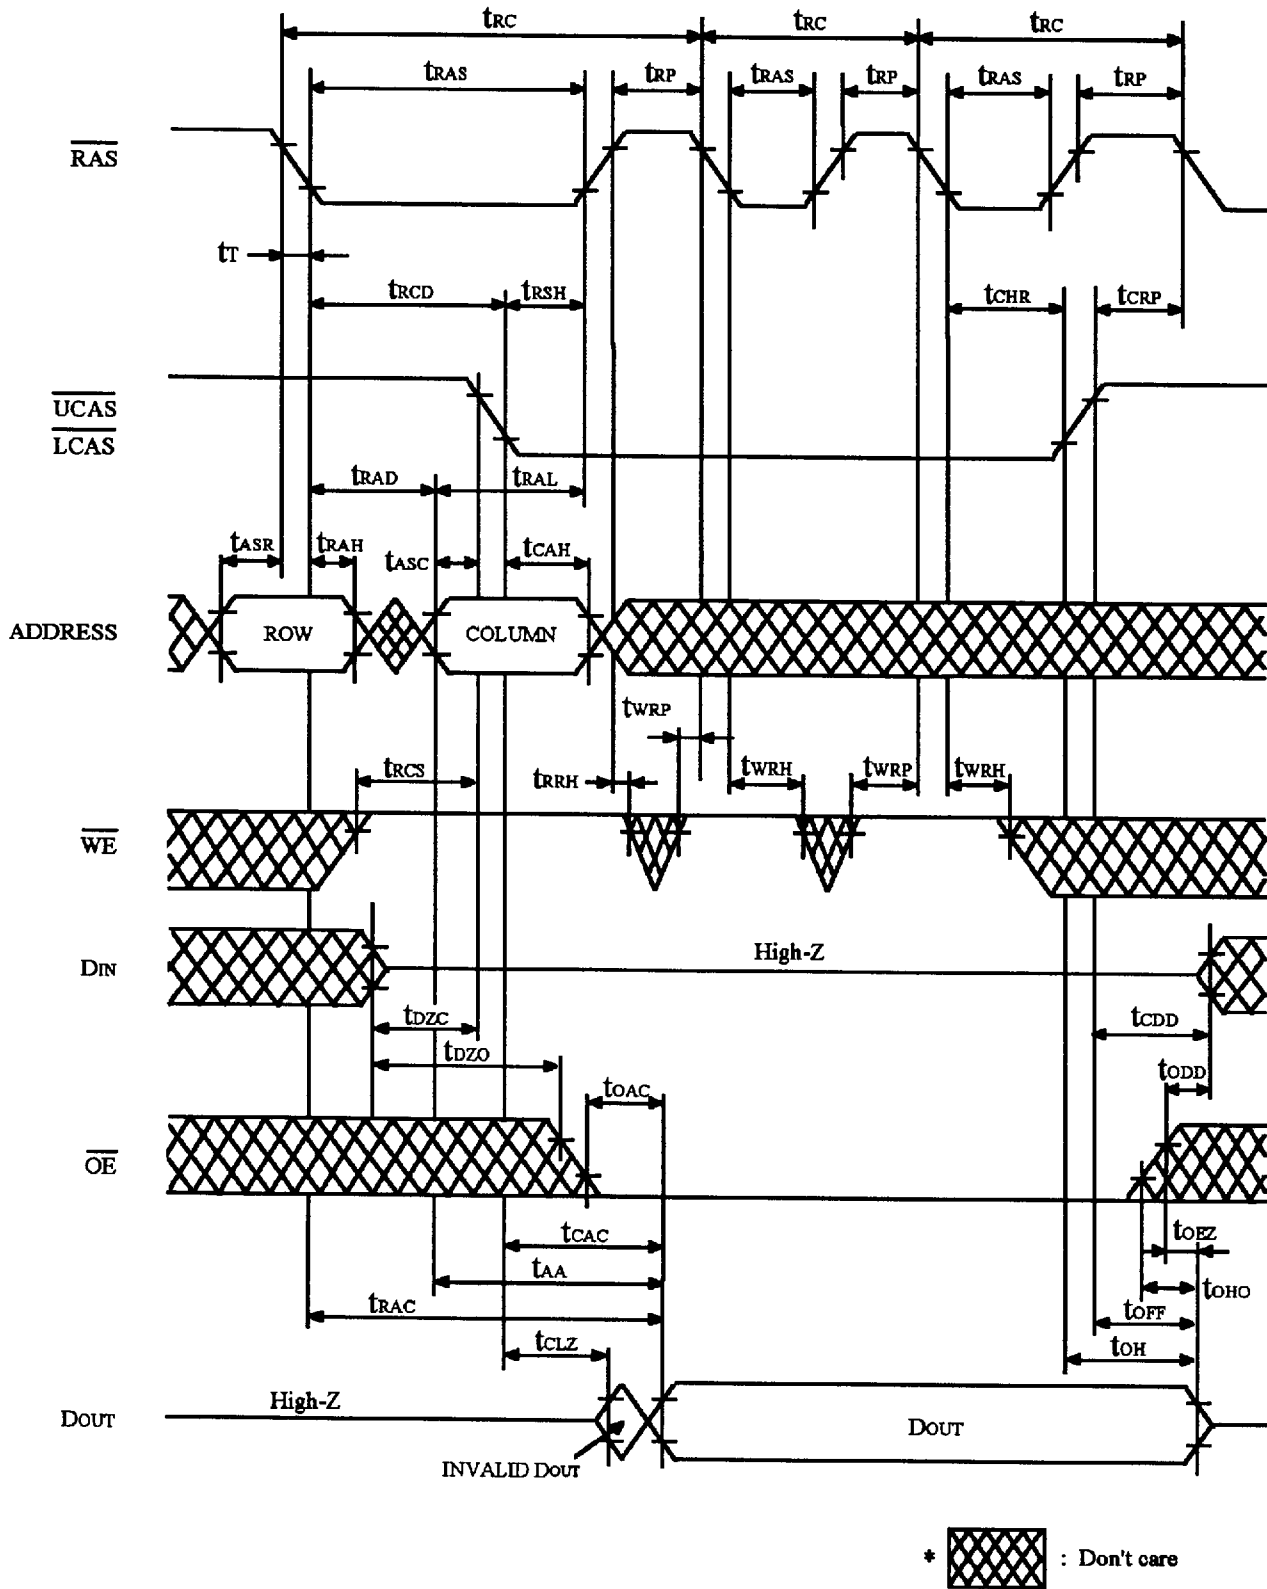 tRC tRC tRC
tRAS tRP tRAS tRP tRAS tRP
RAS
tT
tRCD tRSH tCHR tCRP
UCAS
LCAS
tRAD tRAL
tASR tRAH tASC tCAH
ADDRESS ROW COLUMN
tWRP
tRCS tRRH tWRH tWRP tWRH
WE
High-Z
DIN
tDZC tCDD
tDZO tODD
tOAC
OE
tCAC tOEZ
tAA
tRAC tOHO
tOFF
tCLZ tOH
High-Z
DOUT DOUT
INVALID DOUT
* : Don't care